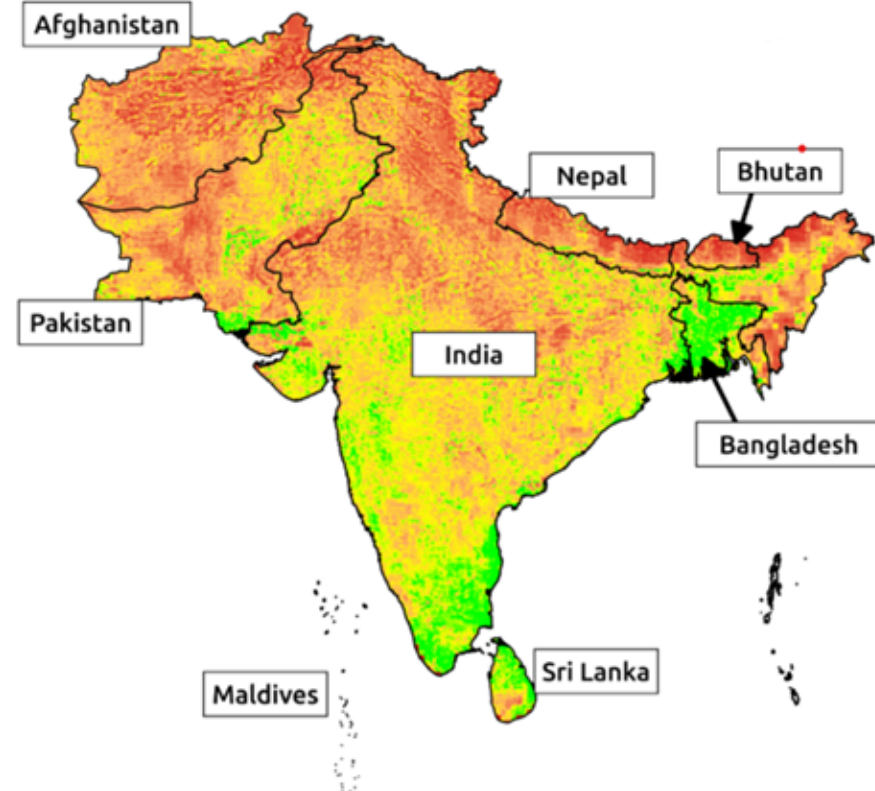 Afghanistan
Nepal
Bhutan
Pakistan
India
Bangladesh
Sri Lanka
Maldives